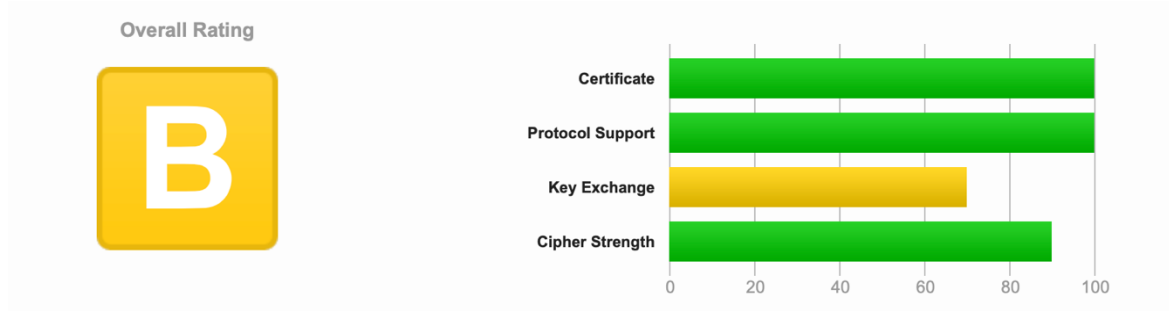 Overall Rating
B
Certificate
Protocol Support
Key Exchange
Cipher Strength
0 20 40 60 80 100